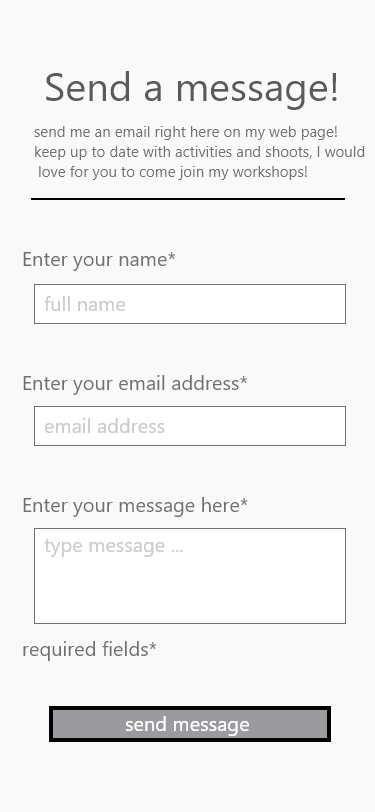 Send a message!
send me an email right here on my web page!
keep up to date with activities and shoots, I would
love for you to come join my workshops!
Enter your name*
full name
Enter your email address*
email address
Enter your message here*
type message ...
required fields*
send message